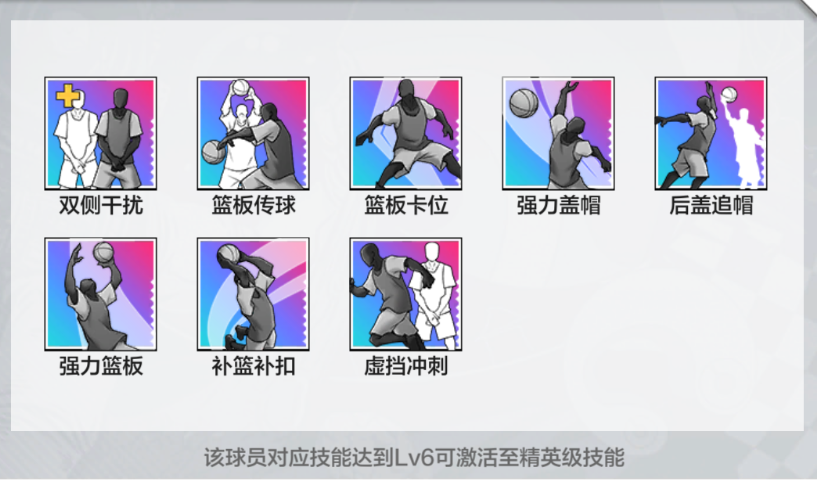 双侧干扰
篮板传球
篮板卡位
强力盖帽
后盖追帽
强力篮板
补篮补扣
虚挡冲刺
该球员对应技能达到Lv6可激活至精英级技能